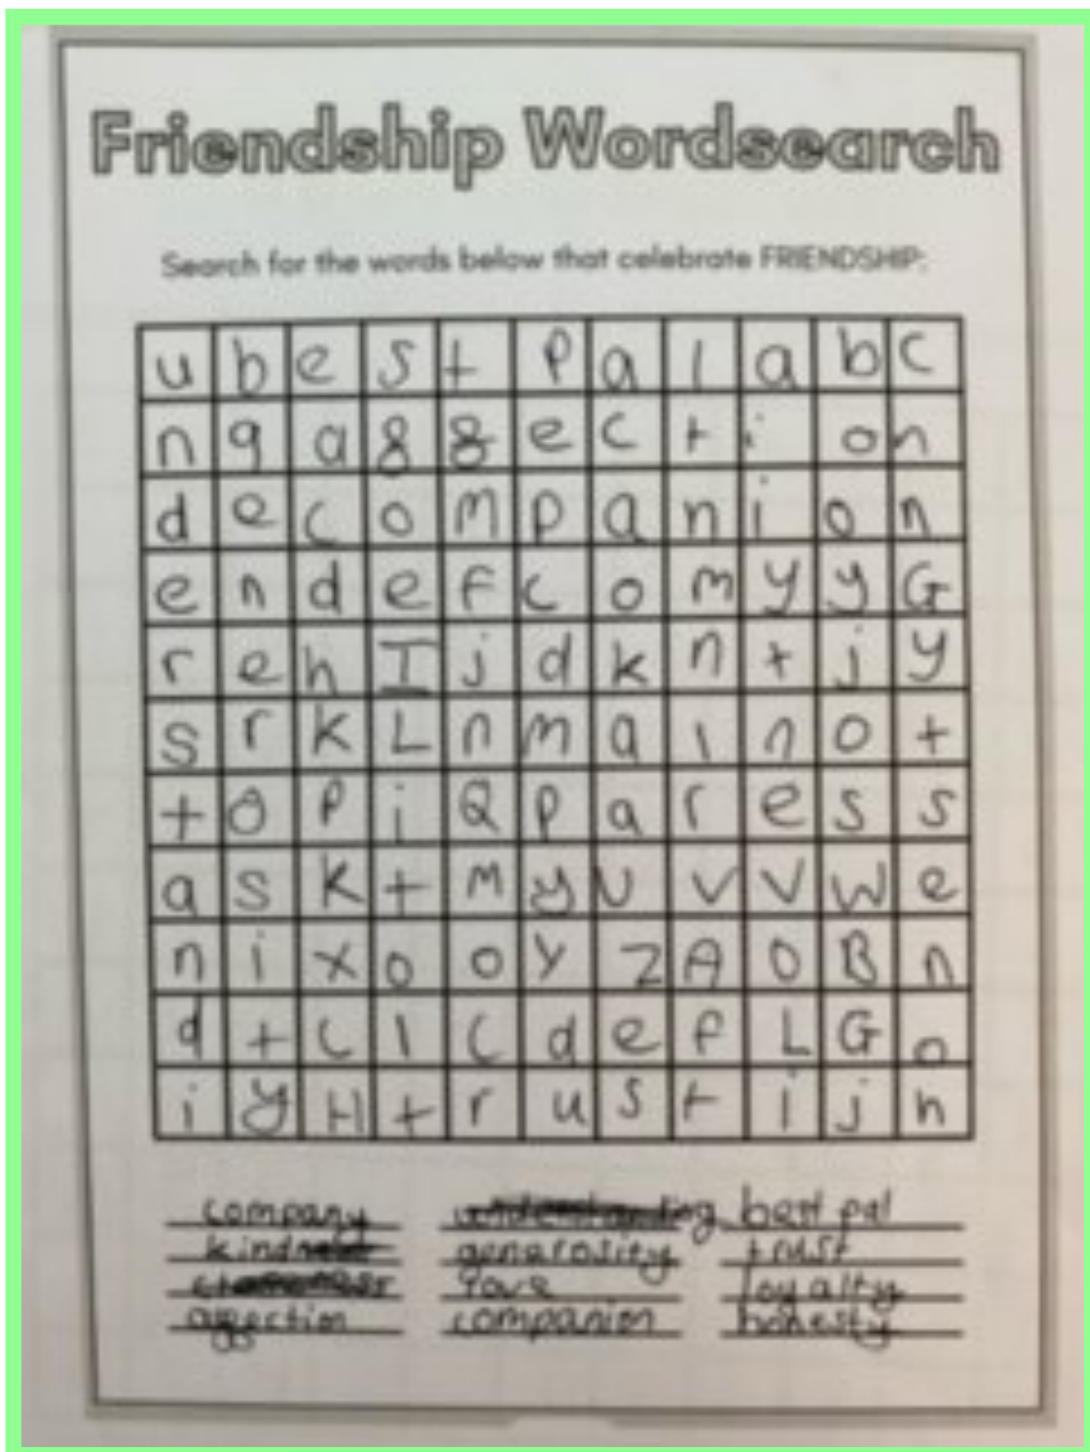 Friendship Wordsearch
Search for the words below that celebrate FRIENDSHIP:
u b e s t p a l a b c
n g a f f e c t i o n
d e c o m p a n i o n
e n d e f c o m y y G
r e h I j d k n t j y
s r k L n m a i n o t
t o p i Q p a r e s s
a s k t m y u v v w e
n i x o o y z A O B n
d t c l c d e f L G o
i y H t r u s t i j h
company best pal
kind generosity trust
love loyalty
affection companion honesty